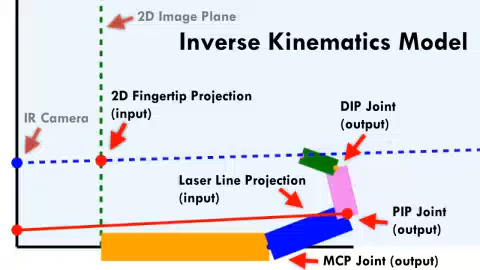 2D Image Plane
Inverse Kinematics Model
2D Fingertip Projection
(input)
DIP Joint
(output)
IR Camera
Laser Line Projection
(input)
PIP Joint
(output)
MCP Joint (output)